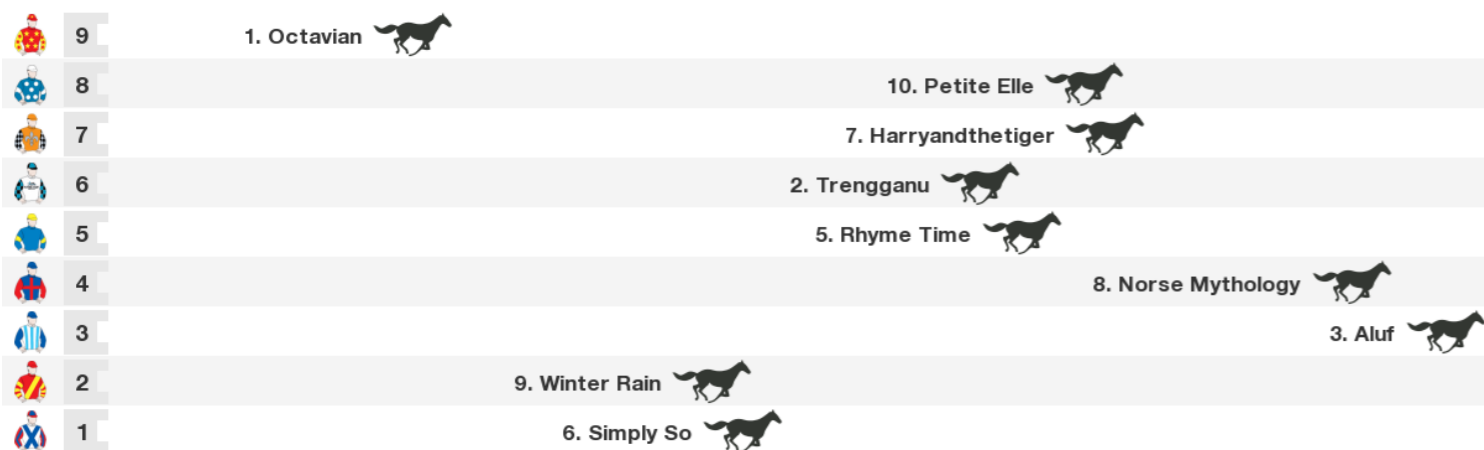 9 1. Octavian
8 10. Petite Elle
7 7. Harryandthetiger
6 2. Trengganu
5 5. Rhyme Time
4 8. Norse Mythology
3 3. Aluf
2 9. Winter Rain
1 6. Simply So